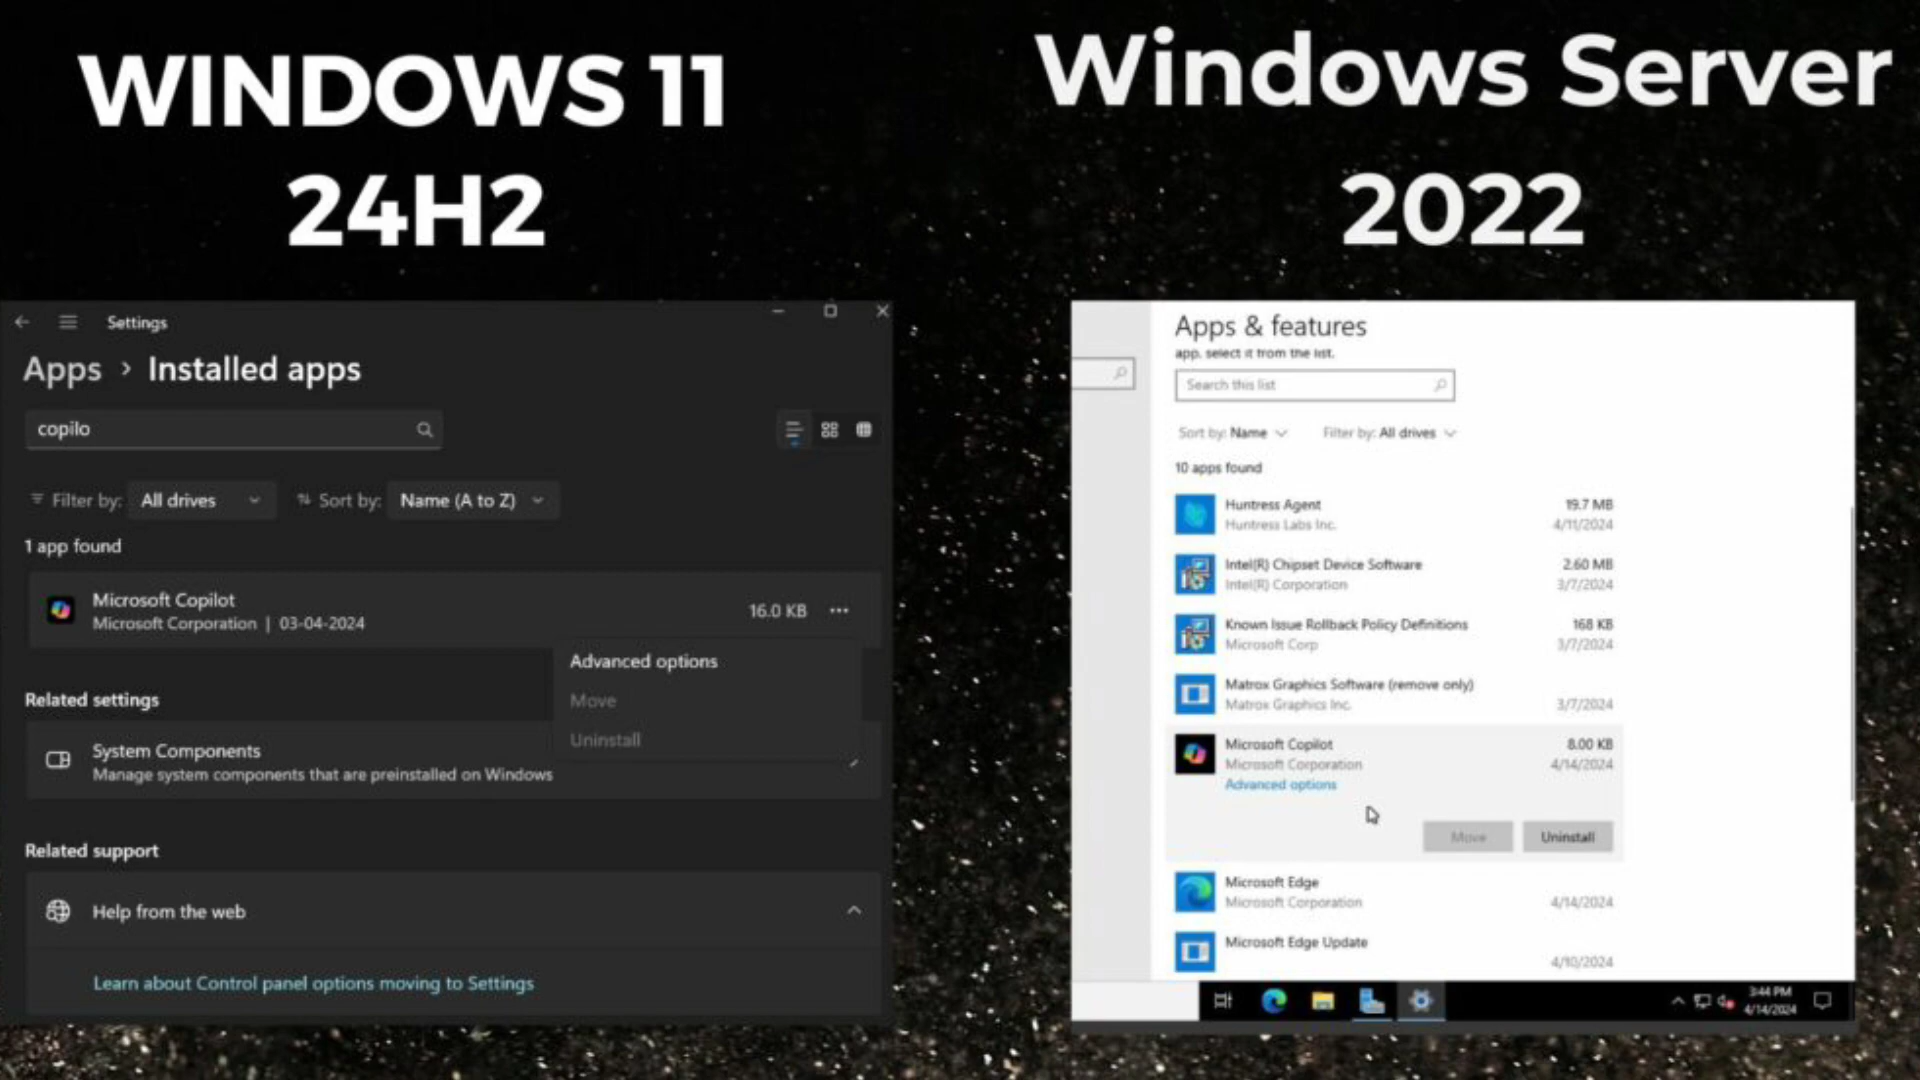 WINDOWS 11
24H2
Settings
Apps > Installed apps
copilo
Filter by: All drives
Sort by: Name (A to Z)
1 app found
Microsoft Copilot
Microsoft Corporation | 03-04-2024
16.0 KB
Advanced options
Move
Uninstall
Related settings
System Components
Manage system components that are preinstalled on Windows
Related support
Help from the web
Learn about Control panel options moving to Settings
Windows Server
2022
Apps & features
app, select it from the list.
Search this list
Sort by: Name
Filter by: All drives
10 apps found
Huntress Agent
19.7 MB
Huntress Labs Inc.
4/11/2024
Intel(R) Chipset Device Software
2.60 MB
Intel(R) Corporation
3/7/2024
Known Issue Rollback Policy Definitions
168 KB
Microsoft Corp
3/7/2024
Matrox Graphics Software (remove only)
Matrox Graphics Inc.
3/7/2024
Microsoft Copilot
8.00 KB
Microsoft Corporation
4/14/2024
Advanced options
Move
Uninstall
Microsoft Edge
Microsoft Corporation
4/14/2024
Microsoft Edge Update
4/10/2024
3:44 PM
4/14/2024